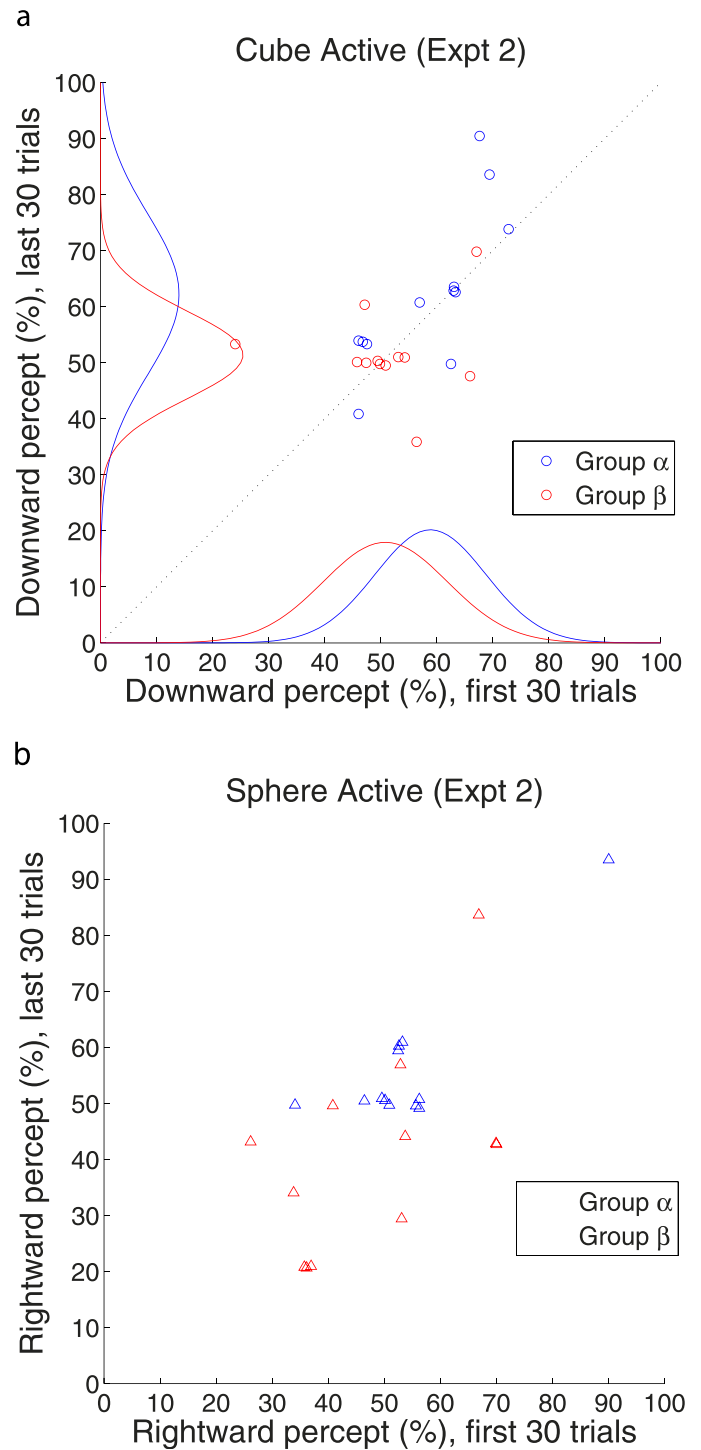 a
Cube Active (Expt 2)
100
90
80
70
60
50
40
30
20
10
0
Downward percept (%), last 30 trials
Group α
Group β
0 10 20 30 40 50 60 70 80 90 100
Downward percept (%), first 30 trials
b
Sphere Active (Expt 2)
100
90
80
70
60
50
40
30
20
10
0
Rightward percept (%), last 30 trials
Group α
Group β
0 10 20 30 40 50 60 70 80 90 100
Rightward percept (%), first 30 trials